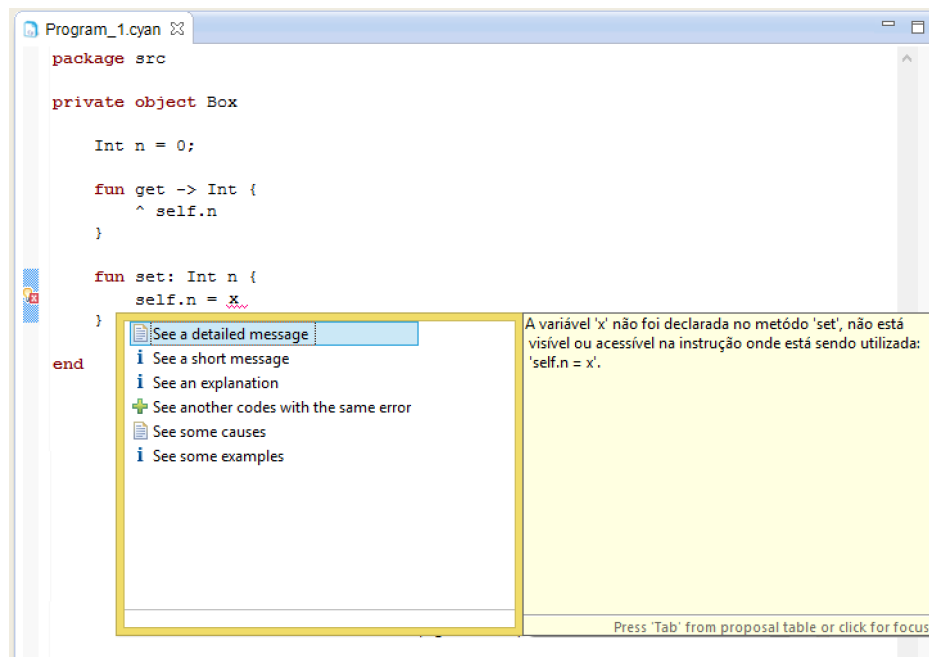 Program_1.cyan
package src
private object Box
Int n = 0;
fun get -> Int {
^ self.n
}
fun set: Int n {
self.n = x
}
end
See a detailed message
See a short message
See an explanation
See another codes with the same error
See some causes
See some examples
A variável 'x' não foi declarada no metódo 'set', não está
visível ou acessível na instrução onde está sendo utilizada:
'self.n = x'.
Press 'Tab' from proposal table or click for focus